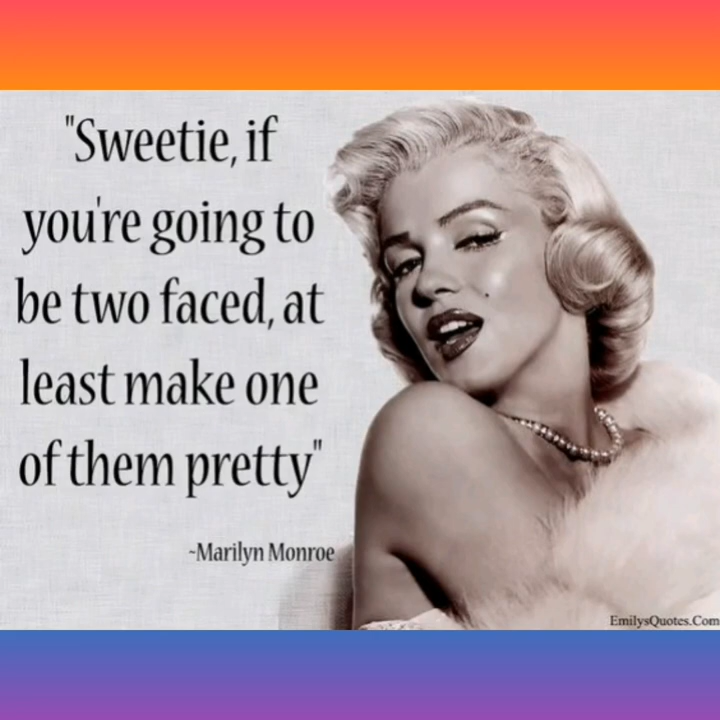 "Sweetie, if
you're going to
be two faced, at
least make one
of them pretty"
~Marilyn Monroe
EmilysQuotes.Com